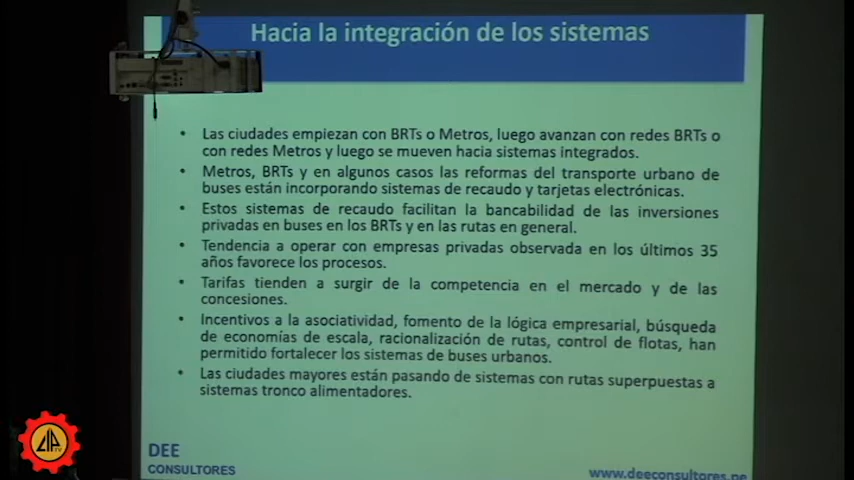 Hacia la integración de los sistemas
• Las ciudades empiezan con BRTs o Metros, luego avanzan con redes BRTs o
con redes Metros y luego se mueven hacia sistemas integrados.
• Metros, BRTs y en algunos casos las reformas del transporte urbano de
buses están incorporando sistemas de recaudo y tarjetas electrónicas.
• Estos sistemas de recaudo facilitan la bancabilidad de las inversiones
privadas en buses en los BRTs y en las rutas en general.
• Tendencia a operar con empresas privadas observada en los últimos 35
años favorece los procesos.
• Tarifas tienden a surgir de la competencia en el mercado y de las
concesiones.
• Incentivos a la asociatividad, fomento de la lógica empresarial, búsqueda
de economías de escala, racionalización de rutas, control de flotas, han
permitido fortalecer los sistemas de buses urbanos.
• Las ciudades mayores están pasando de sistemas con rutas superpuestas a
sistemas tronco alimentadores.
DEE
CONSULTORES
www.deeconsultores.pe